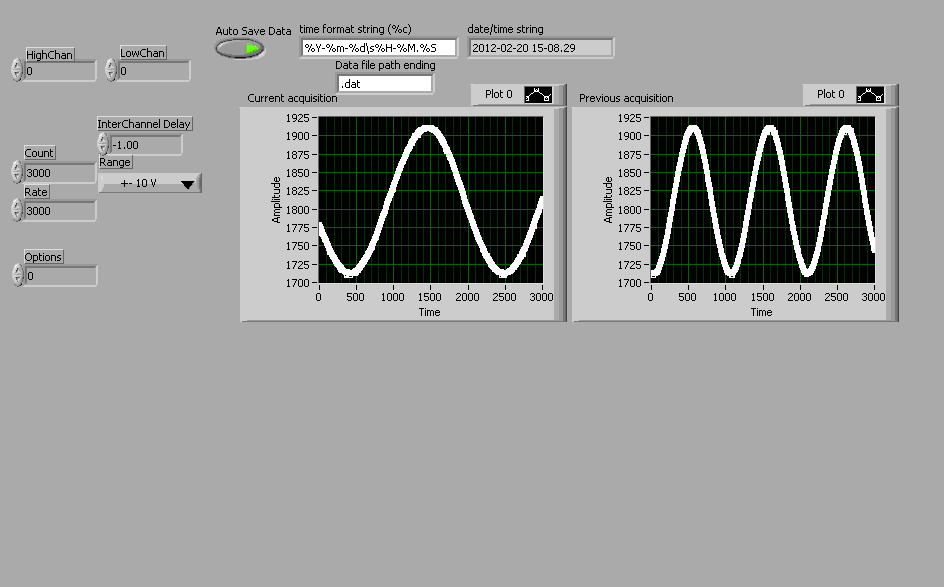 Auto Save Data
time format string (%c)
%Y-%m-%d\s%H-%M.%S
date/time string
2012-02-20 15-08.29
HighChan
0
LowChan
0
Data file path ending
.dat
InterChannel Delay
-1.00
Count
3000
Range
+- 10 V
Rate
3000
Options
0
Current acquisition
Plot 0
Amplitude
1925
1900
1875
1850
1825
1800
1775
1750
1725
1700
0 500 1000 1500 2000 2500 3000
Time
Previous acquisition
Plot 0
Amplitude
1925
1900
1875
1850
1825
1800
1775
1750
1725
1700
0 500 1000 1500 2000 2500 3000
Time